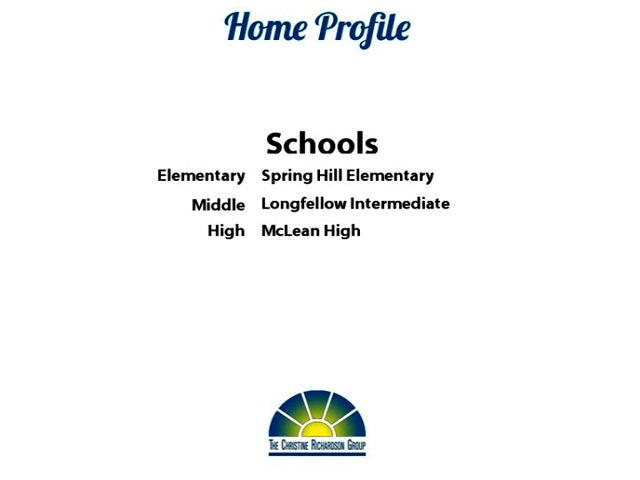 Home Profile
Schools
Elementary Spring Hill Elementary
Middle Longfellow Intermediate
High McLean High
The Christine Richardson Group